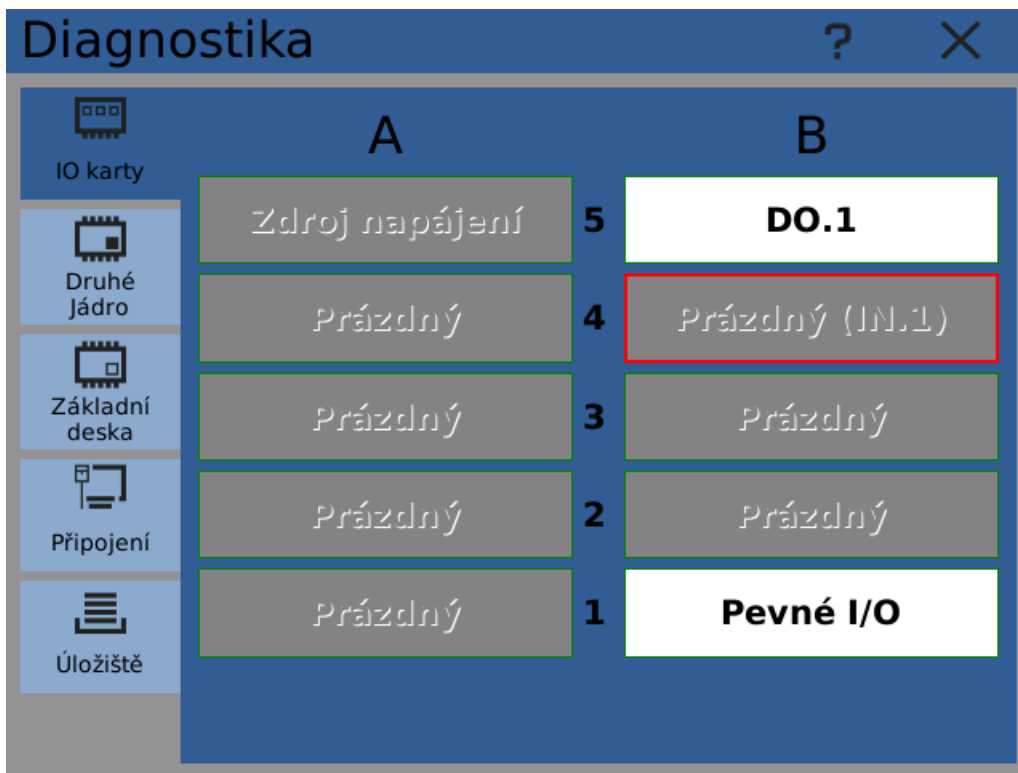 Diagnostika ? ✕
IO karty
Druhé
Jádro
Základní
deska
Připojení
Úložiště
A B
Zdroj napájení 5 DO.1
Prázdný 4 Prázdný (IN.1)
Prázdný 3 Prázdný
Prázdný 2 Prázdný
Prázdný 1 Pevné I/O